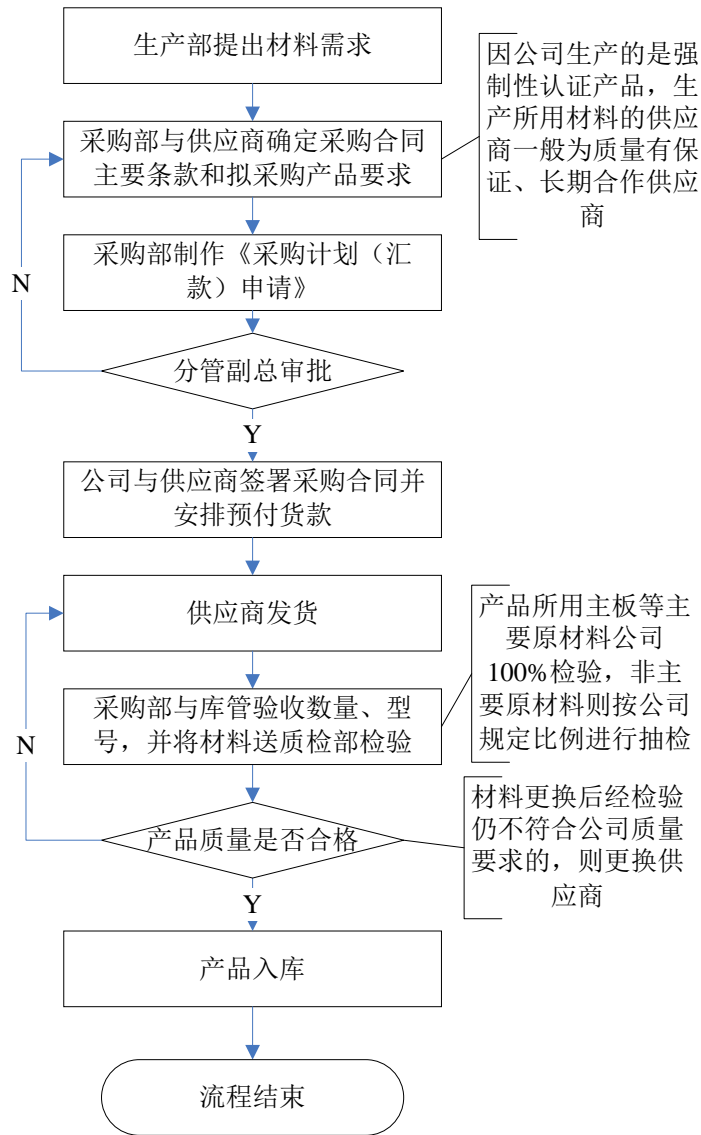 生产部提出材料需求
因公司生产的是强
制性认证产品，生
产所用材料的供应
商一般为质量有保
证、长期合作供应
商
采购部与供应商确定采购合同
主要条款和拟采购产品要求
采购部制作《采购计划（汇
款）申请》
N
分管副总审批
Y
公司与供应商签署采购合同并
安排预付货款
供应商发货
产品所用主板等主
要原材料公司
100%检验，非主
要原材料则按公司
规定比例进行抽检
采购部与库管验收数量、型
号，并将材料送质检部检验
N
材料更换后经检验
仍不符合公司质量
要求的，则更换供
应商
产品质量是否合格
Y
产品入库
流程结束